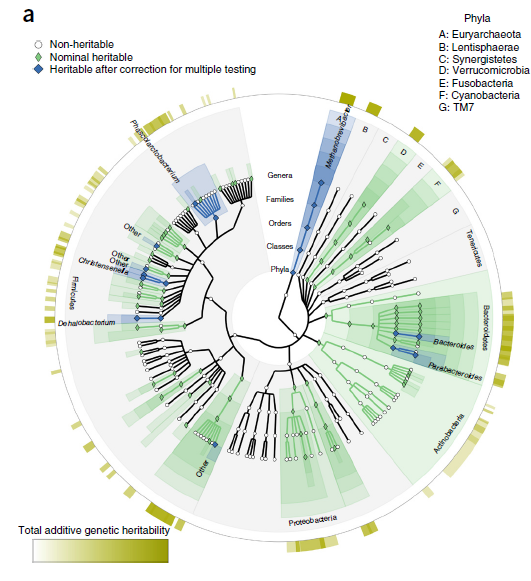 a
Non-heritable
Nominal heritable
Heritable after correction for multiple testing
Phyla
A: Euryarchaeota
B: Lentisphaerae
C: Synergistetes
D: Verrucomicrobia
E: Fusobacteria
F: Cyanobacteria
G: TM7
A
B
C
D
E
F
G
Methanobrevibacter
Phascolarctobacterium
Genera
Families
Orders
Classes
Phyla
Tenericutes
Other
Other
Other
Christensenella
Firmicutes
Dehalobacterium
Bacteroidetes
Bacteroides
Parabacteroides
Actinobacteria
Other
Proteobacteria
Total additive genetic heritability